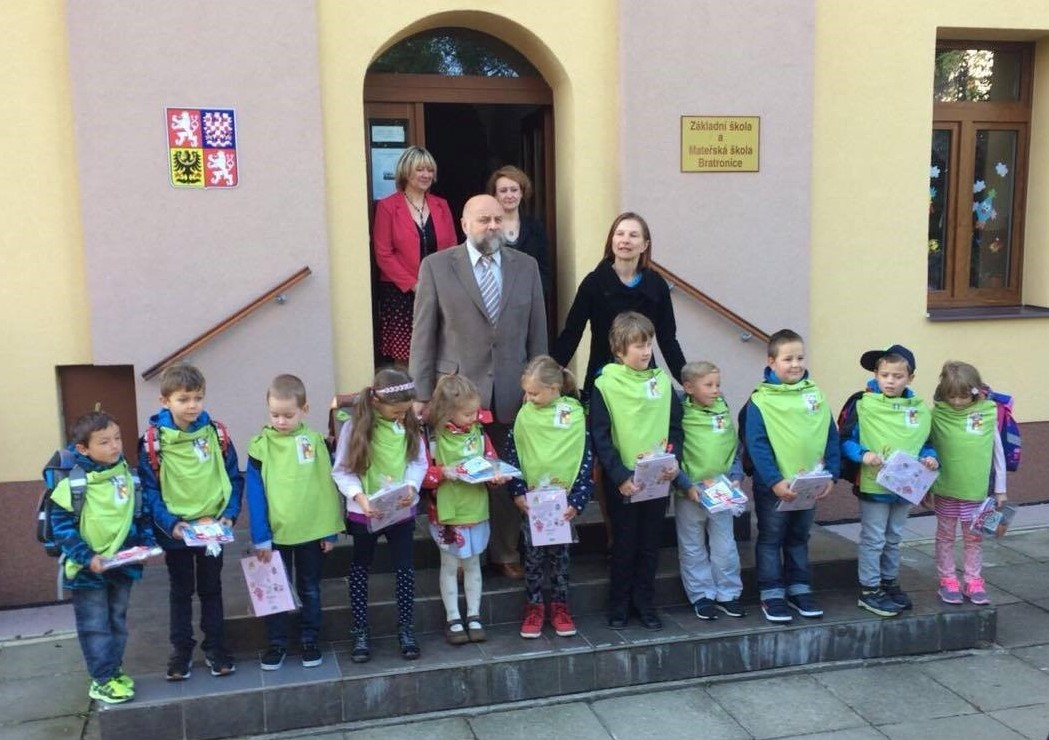 Základní škola
a
Mateřská škola
Bratronice